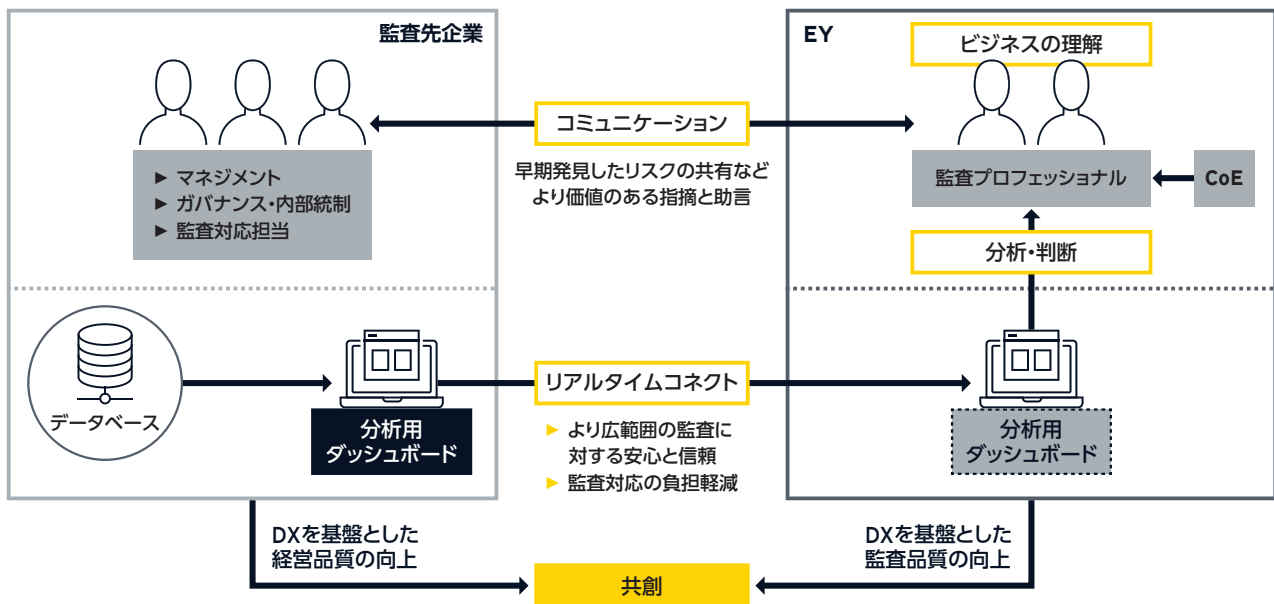 監査先企業
▶ マネジメント
▶ ガバナンス・内部統制
▶ 監査対応担当
コミュニケーション
早期発見したリスクの共有など
より価値のある指摘と助言
EY
ビジネスの理解
監査プロフェッショナル
CoE
分析・判断
データベース
分析用
ダッシュボード
リアルタイムコネクト
▶ より広範囲の監査に
対する安心と信頼
▶ 監査対応の負担軽減
分析用
ダッシュボード
DXを基盤とした
経営品質の向上
共創
DXを基盤とした
監査品質の向上